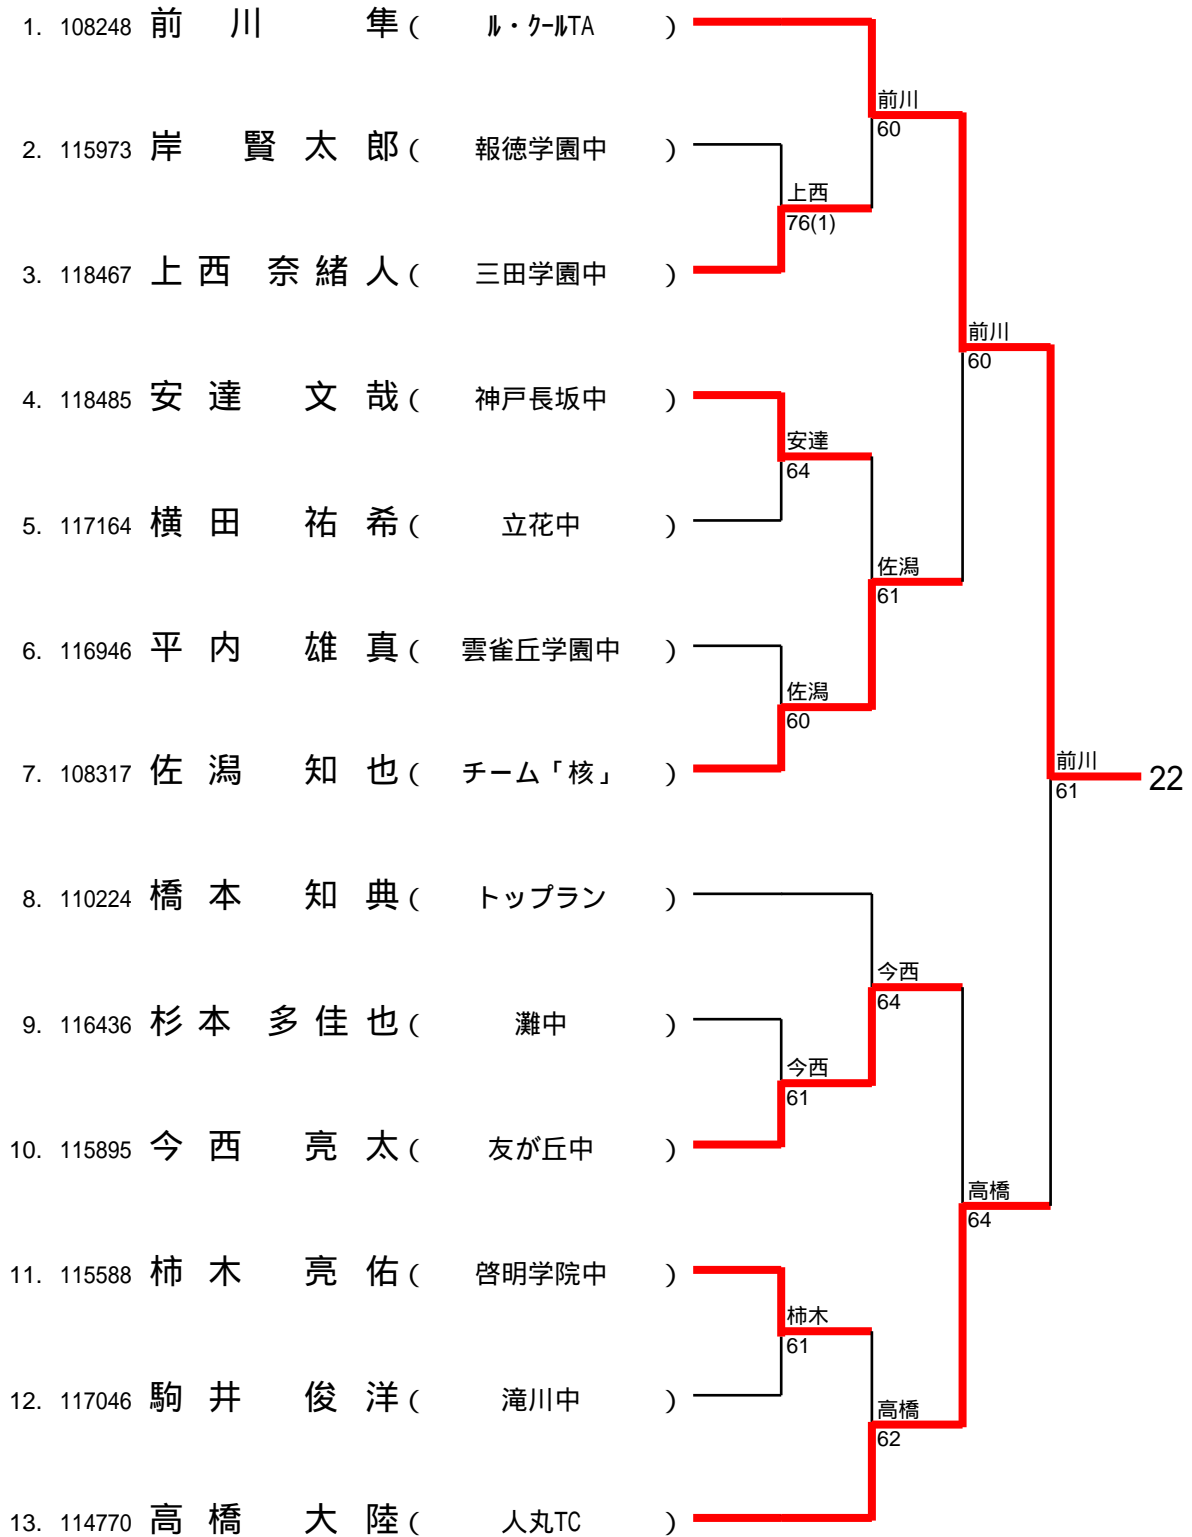 1. 108248 前川 隼 ( ル・クールTA )
前川
60
2. 115973 岸 賢太郎 ( 報徳学園中 )
上西
76(1)
3. 118467 上西 奈緒人 ( 三田学園中 )
前川
60
4. 118485 安達 文哉 ( 神戸長坂中 )
安達
64
5. 117164 横田 祐希 ( 立花中 )
佐潟
61
6. 116946 平内 雄真 ( 雲雀丘学園中 )
佐潟
60
7. 108317 佐潟 知也 ( チーム「核」 )
前川
61
22
8. 110224 橋本 知典 ( トップラン )
今西
64
9. 116436 杉本 多佳也 ( 灘中 )
今西
61
10. 115895 今西 亮太 ( 友が丘中 )
高橋
64
11. 115588 柿木 亮佑 ( 啓明学院中 )
柿木
61
12. 117046 駒井 俊洋 ( 滝川中 )
高橋
62
13. 114770 高橋 大陸 ( 人丸TC )